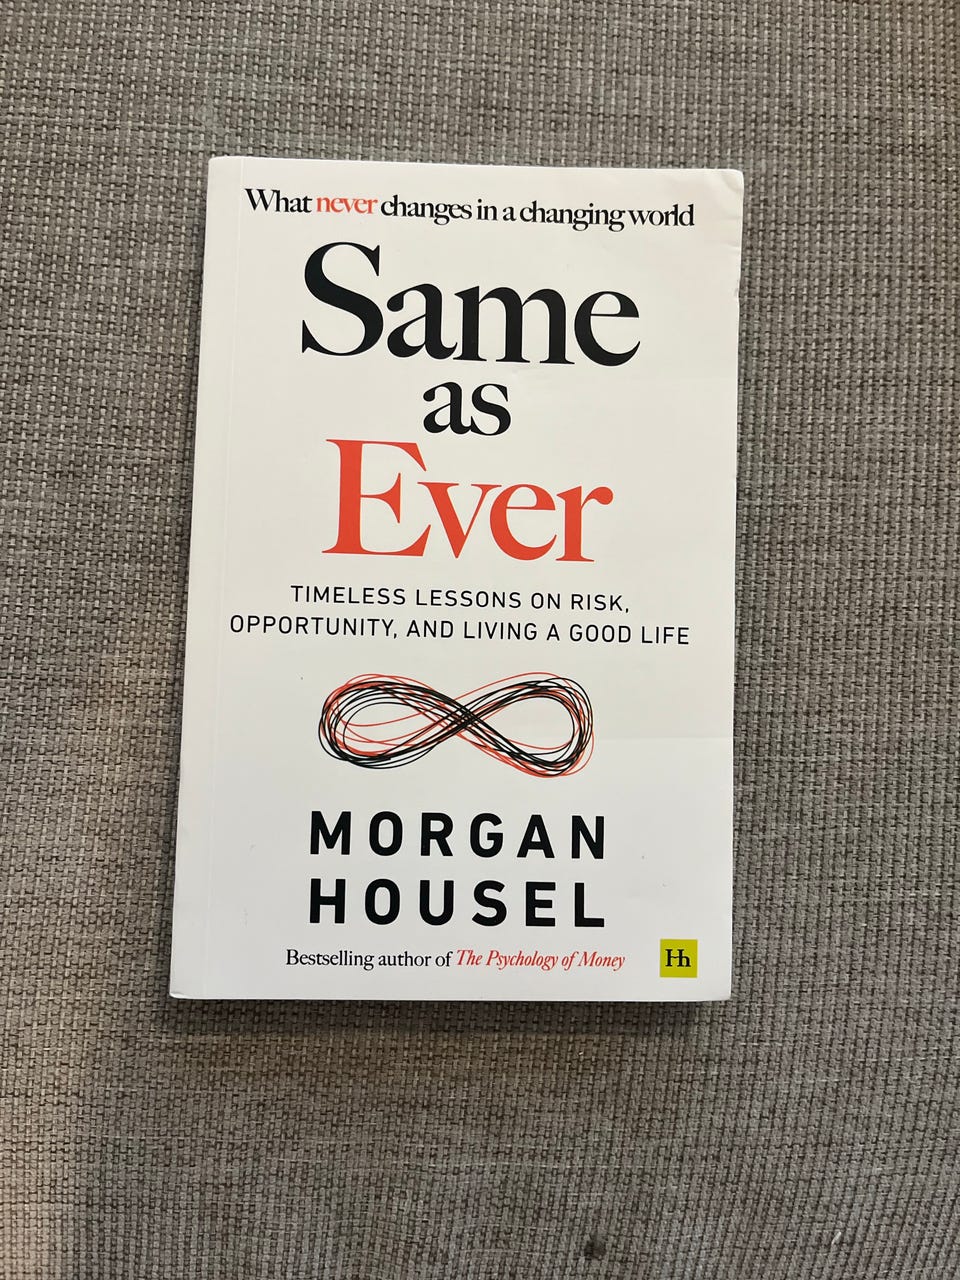 What never changes in a changing world
Same
as
Ever
TIMELESS LESSONS ON RISK,
OPPORTUNITY, AND LIVING A GOOD LIFE
MORGAN
HOUSEL
Bestselling author of The Psychology of Money
Hh